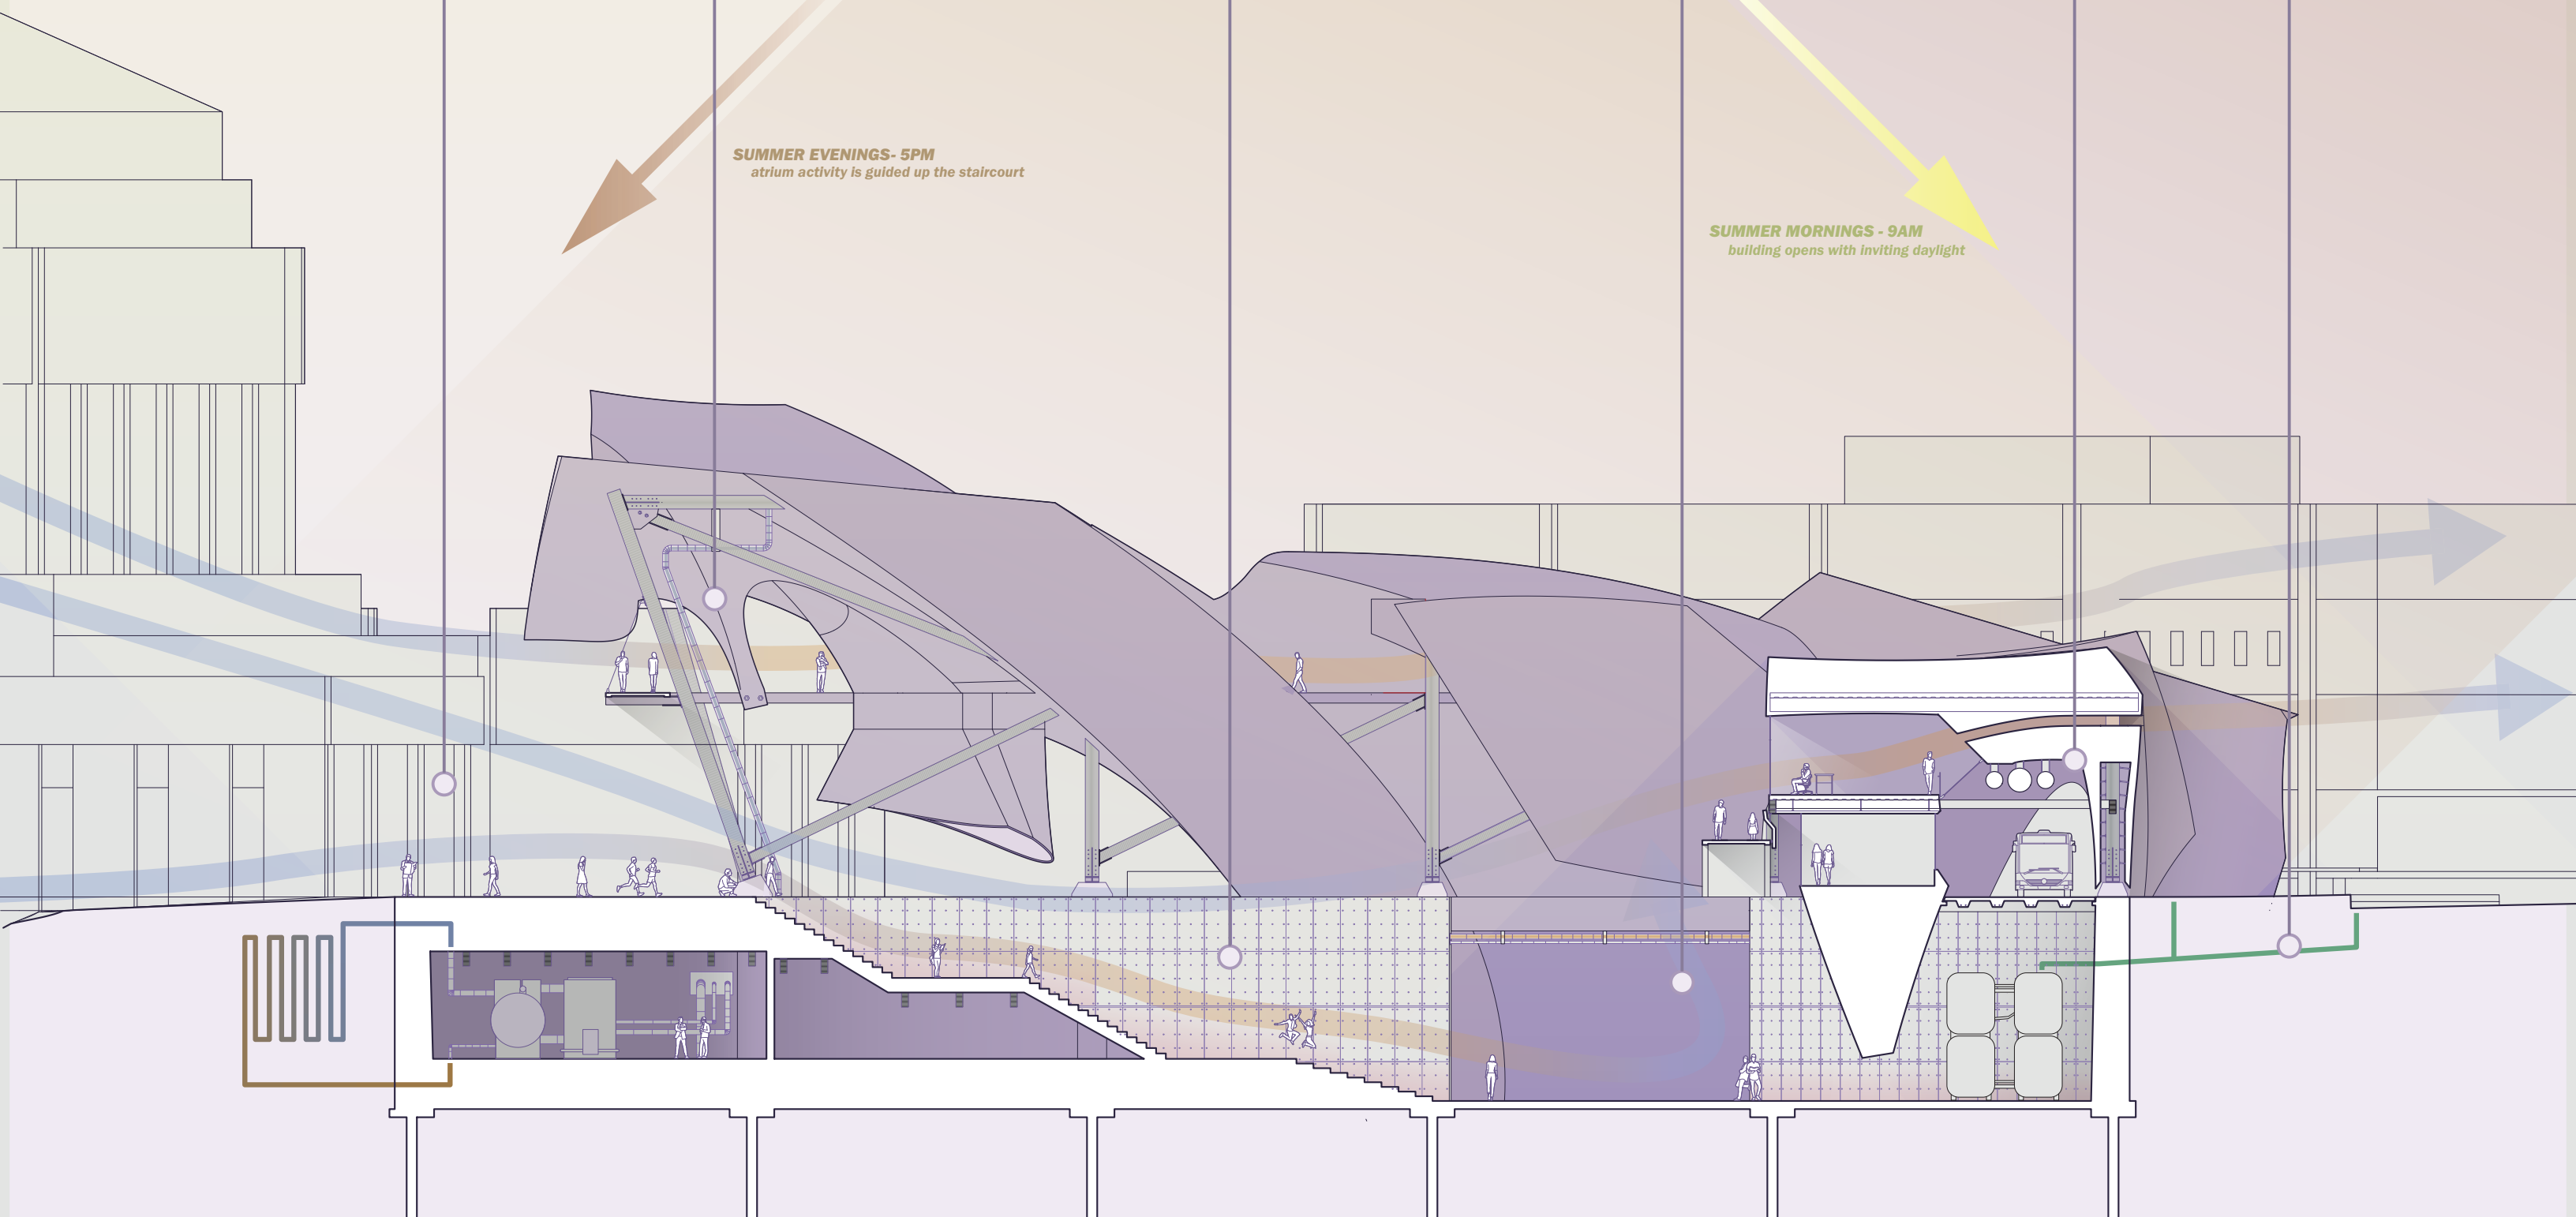 SUMMER EVENINGS- 5PM
atrium activity is guided up the staircourt
SUMMER MORNINGS - 9AM
building opens with inviting daylight